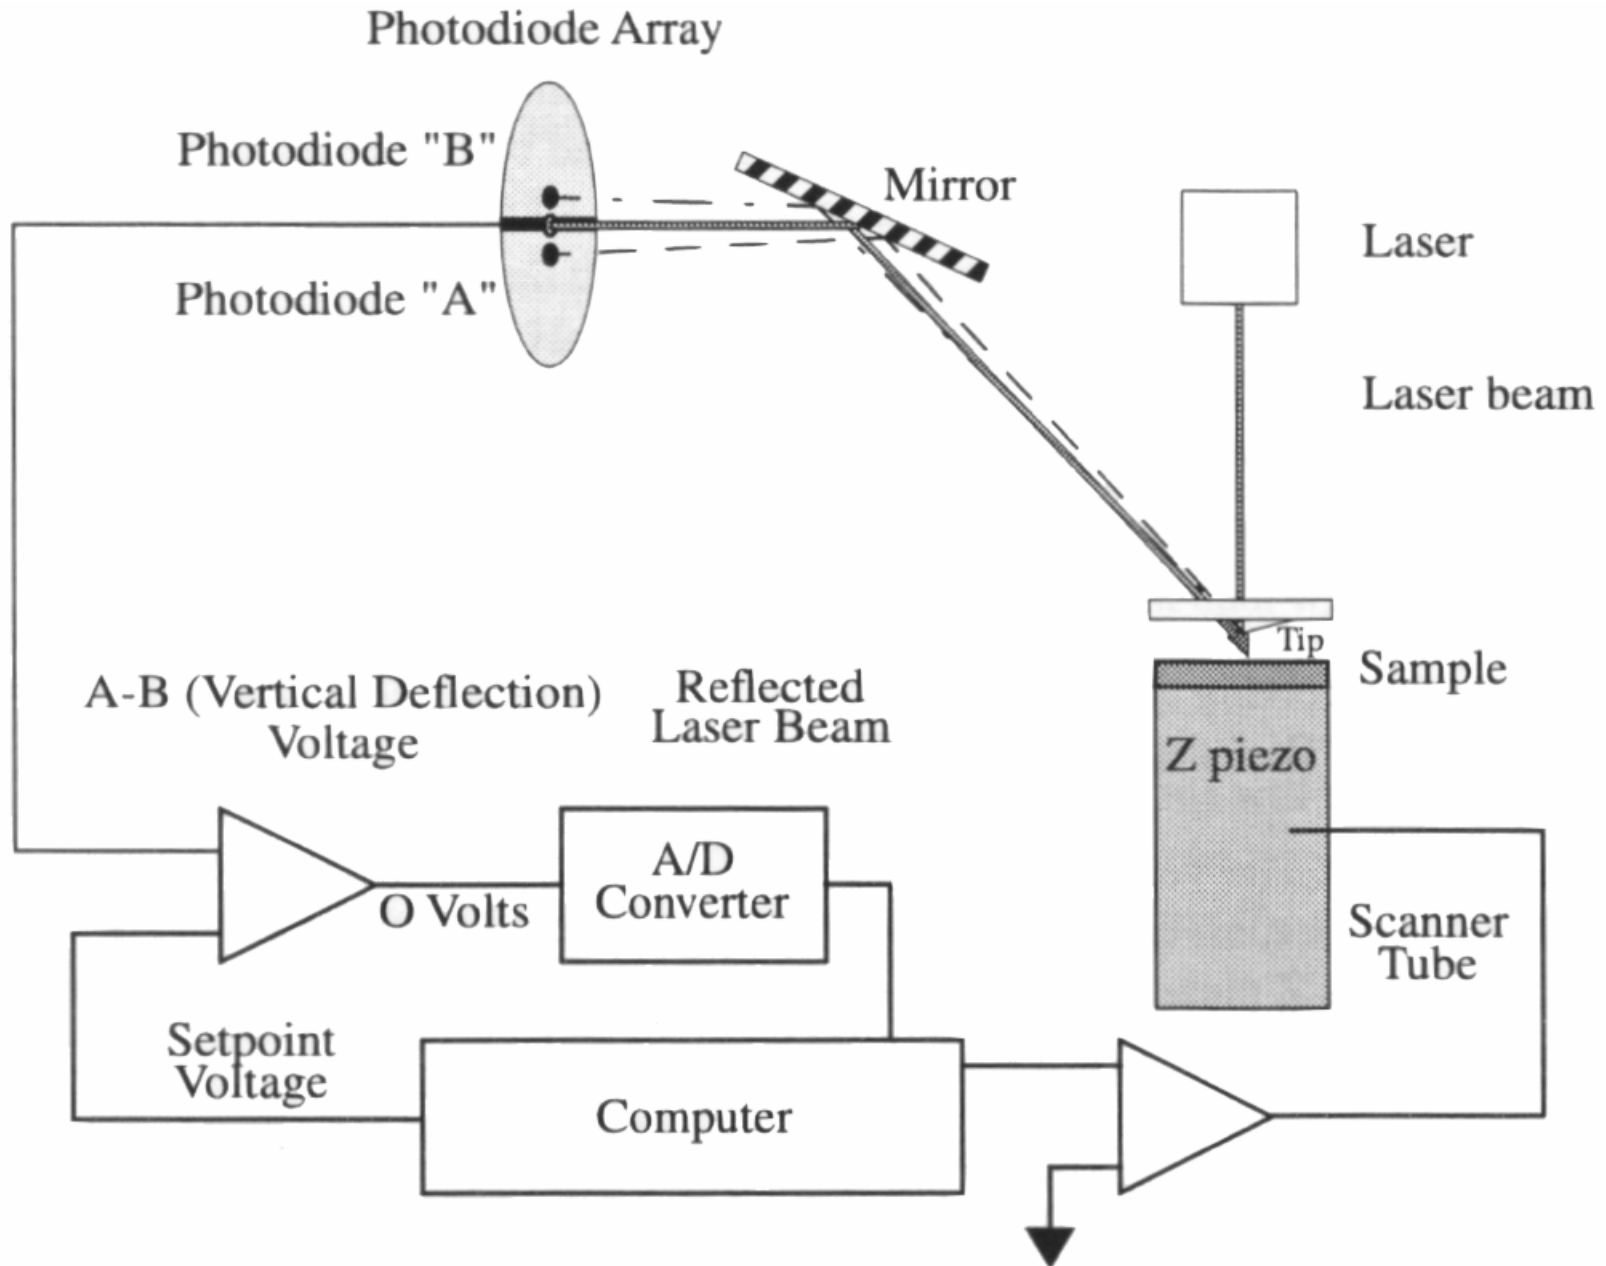 Photodiode Array
Photodiode "B"
Mirror
Laser
Photodiode "A"
Laser beam
Tip
Sample
A-B (Vertical Deflection)
Voltage
Reflected
Laser Beam
Z piezo
A/D
Converter
O Volts
Scanner
Tube
Setpoint
Voltage
Computer